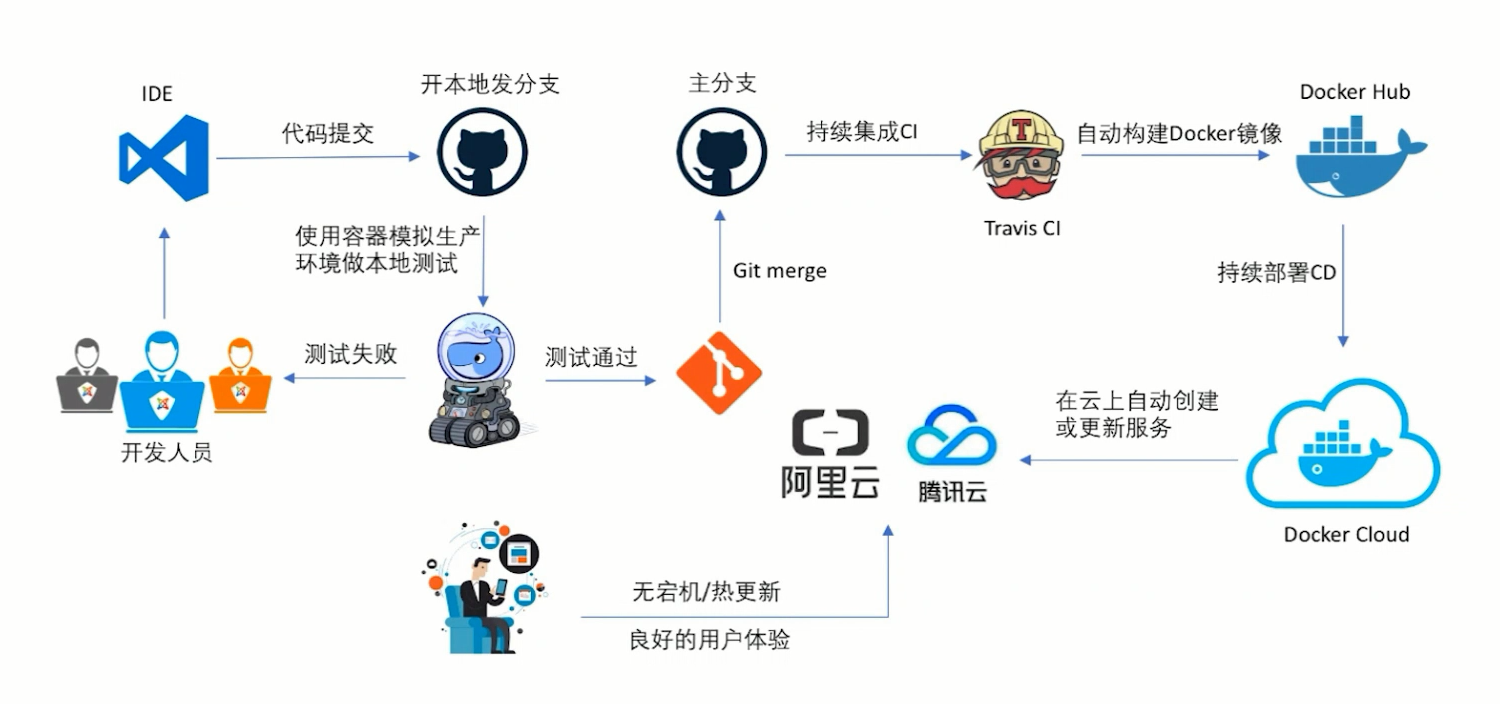 IDE
代码提交
开本地发分支
主分支
持续集成CI
Travis CI
自动构建Docker镜像
Docker Hub
使用容器模拟生产
环境做本地测试
Git merge
持续部署CD
测试失败
测试通过
开发人员
阿里云
腾讯云
在云上自动创建
或更新服务
Docker Cloud
无宕机/热更新
良好的用户体验
T